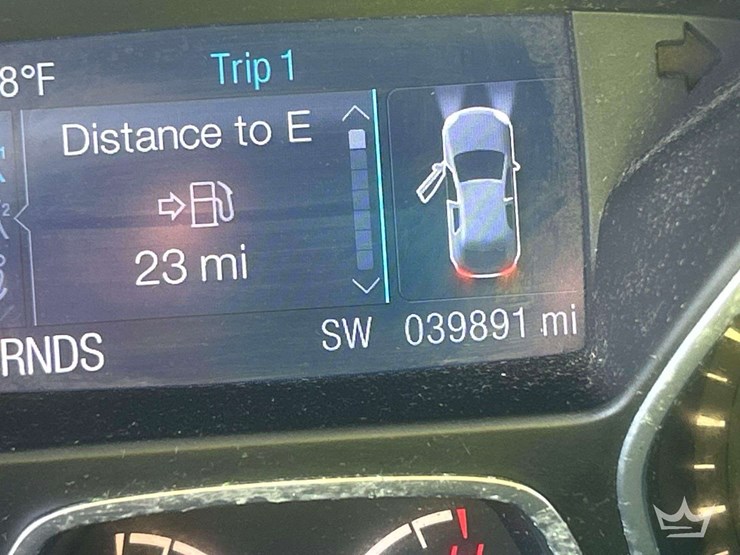 8°F
Trip 1
Distance to E
23 mi
RNDS
SW
039891 mi